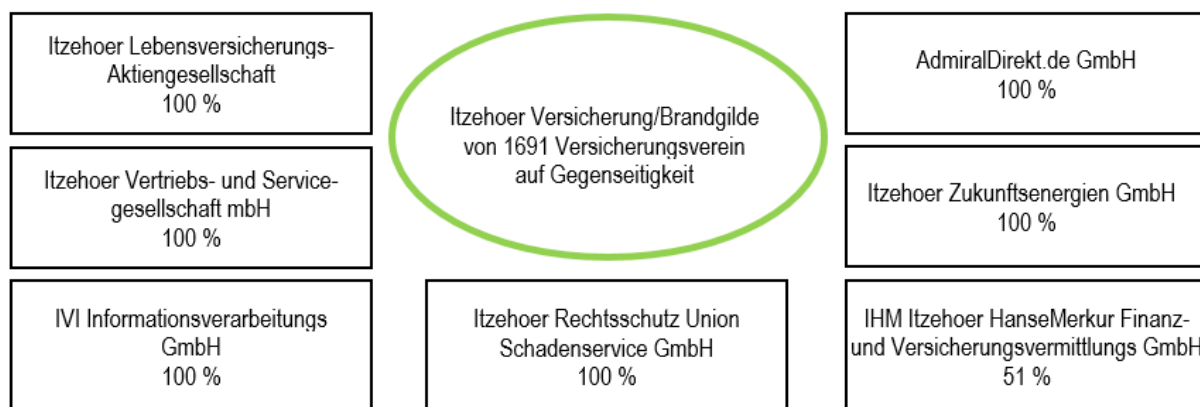 Itzehoer Lebensversicherungs-
Aktiengesellschaft
100 %
Itzehoer Versicherung/Brandgilde
von 1691 Versicherungsverein
auf Gegenseitigkeit
AdmiralDirekt.de GmbH
100 %
Itzehoer Vertriebs- und Service-
gesellschaft mbH
100 %
Itzehoer Zukunftsenergien GmbH
100 %
IVI Informationsverarbeitungs
GmbH
100 %
Itzehoer Rechtsschutz Union
Schadenservice GmbH
100 %
IHM Itzehoer HanseMerkur Finanz-
und Versicherungsvermittlungs GmbH
51 %